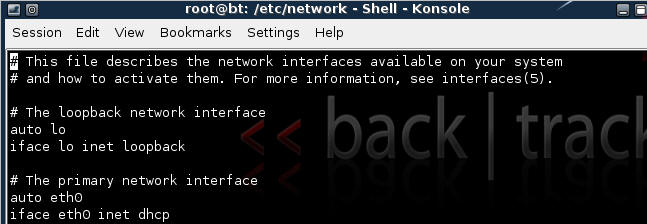 root@bt: /etc/network - Shell - Konsole
Session Edit View Bookmarks Settings Help
# This file describes the network interfaces available on your system
# and how to activate them. For more information, see interfaces(5).
# The loopback network interface
auto lo
iface lo inet loopback
<< back | track
# The primary network interface
auto eth0
iface eth0 inet dhcp